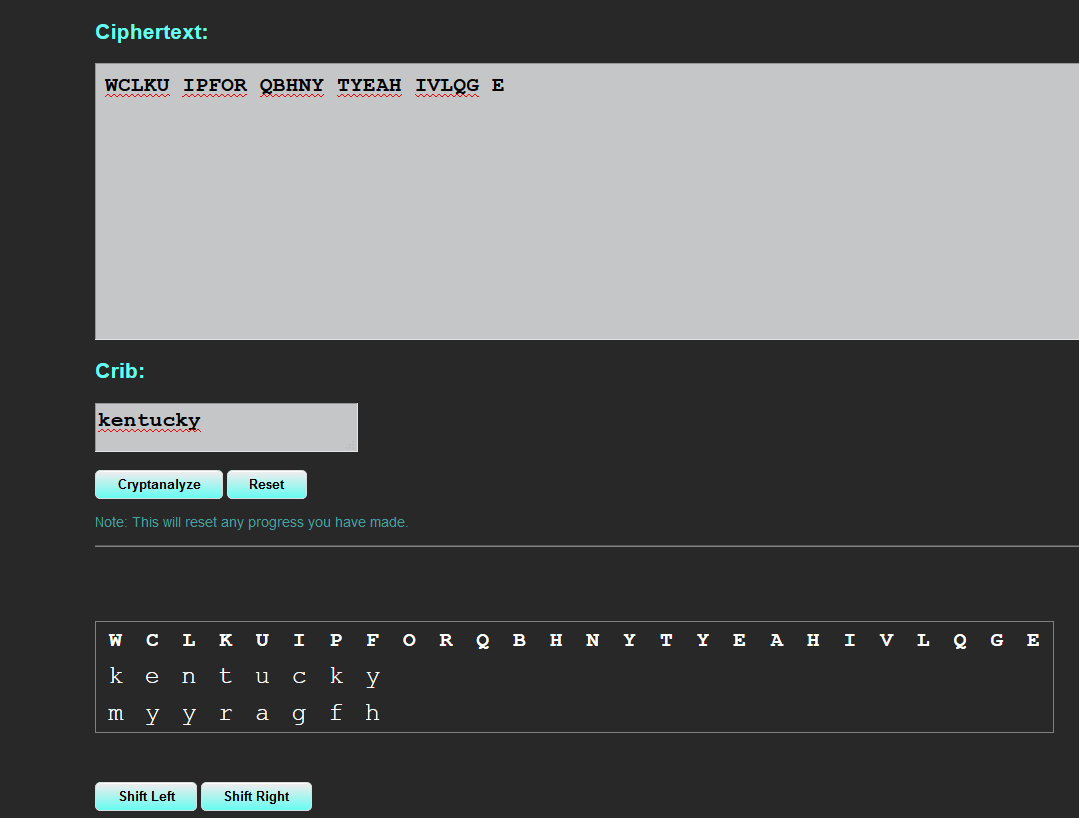 Ciphertext:
WCLKU IPFOR QBHNY TYEAH IVLQG E
Crib:
kentucky
Cryptanalyze Reset
Note: This will reset any progress you have made.
W C L K U I P F O R Q B H N Y T Y E A H I V L Q G E
k e n t u c k y
m y y r a g f h
Shift Left Shift Right